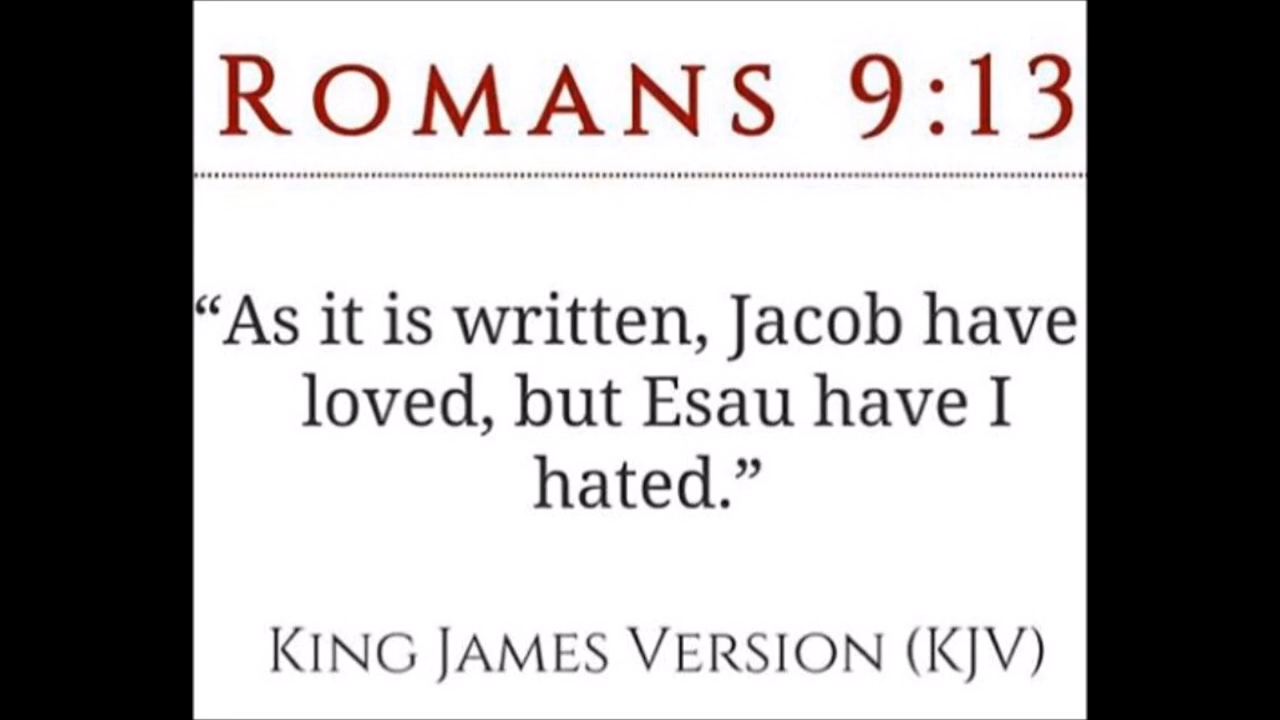 ROMANS 9:13
“As it is written, Jacob have
loved, but Esau have I
hated.”
KING JAMES VERSION (KJV)